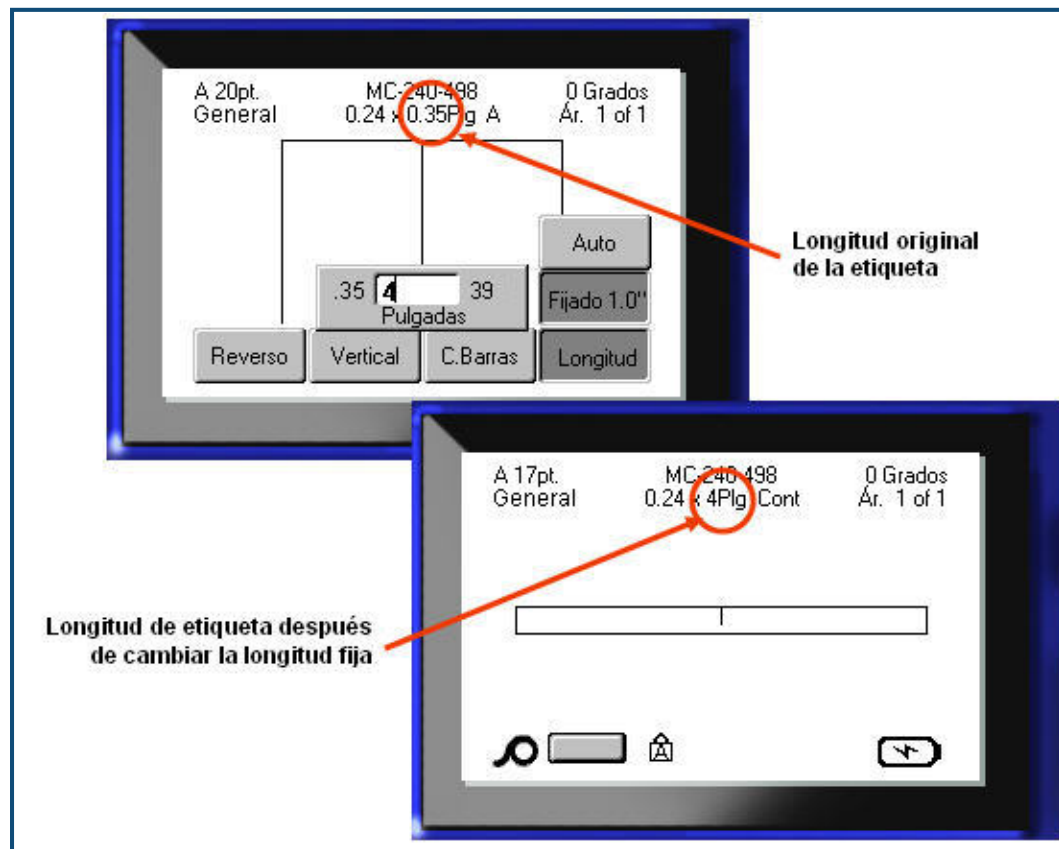 A 20pt. MC-240-498 0 Grados
General 0.24 x 0.35Plg A Ár. 1 of 1
Auto
.35 4 39 Fijado 1.0"
Pulgadas
Reverso Vertical C.Barras Longitud
Longitud original
de la etiqueta
A 17pt. MC-240-498 0 Grados
General 0.24 x 4Plg Cont Ár. 1 of 1
Longitud de etiqueta después
de cambiar la longitud fija
A